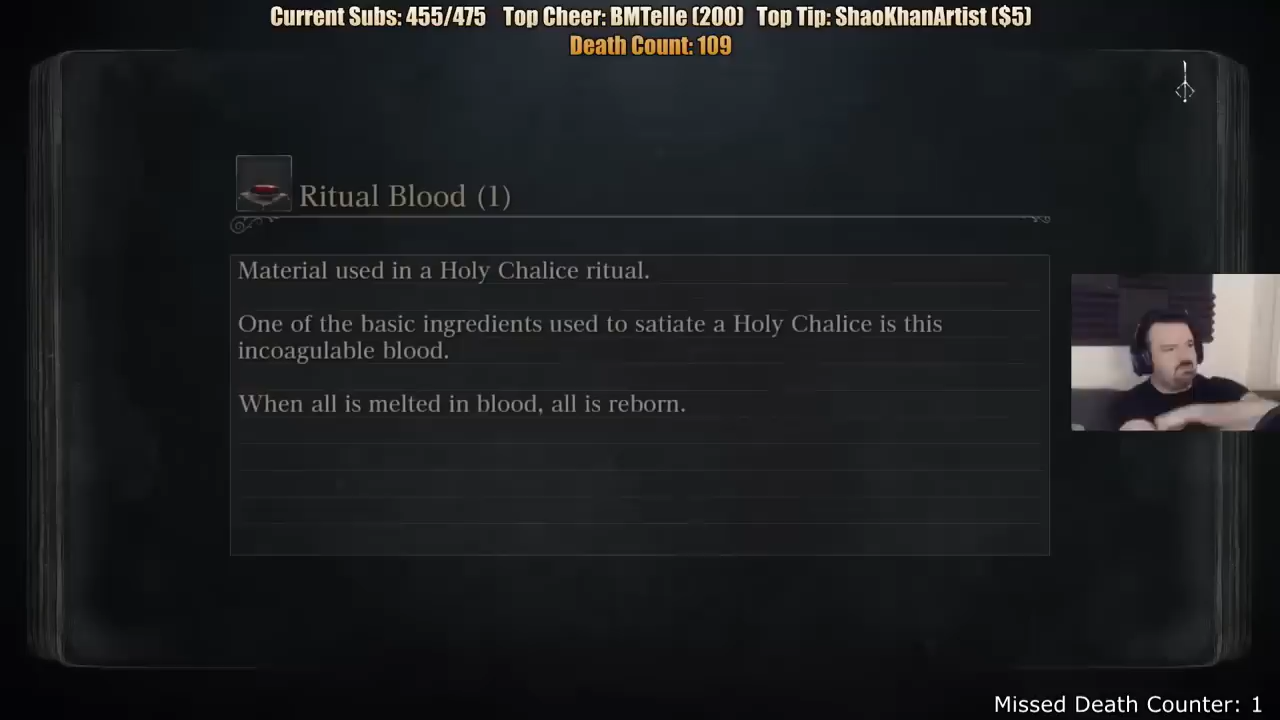 Current Subs: 455/475 Top Cheer: BMTelle (200) Top Tip: ShaoKhanArtist ($5)
Death Count: 109
Ritual Blood (1)
Material used in a Holy Chalice ritual.
One of the basic ingredients used to satiate a Holy Chalice is this
incoagulable blood.
When all is melted in blood, all is reborn.
Missed Death Counter: 1